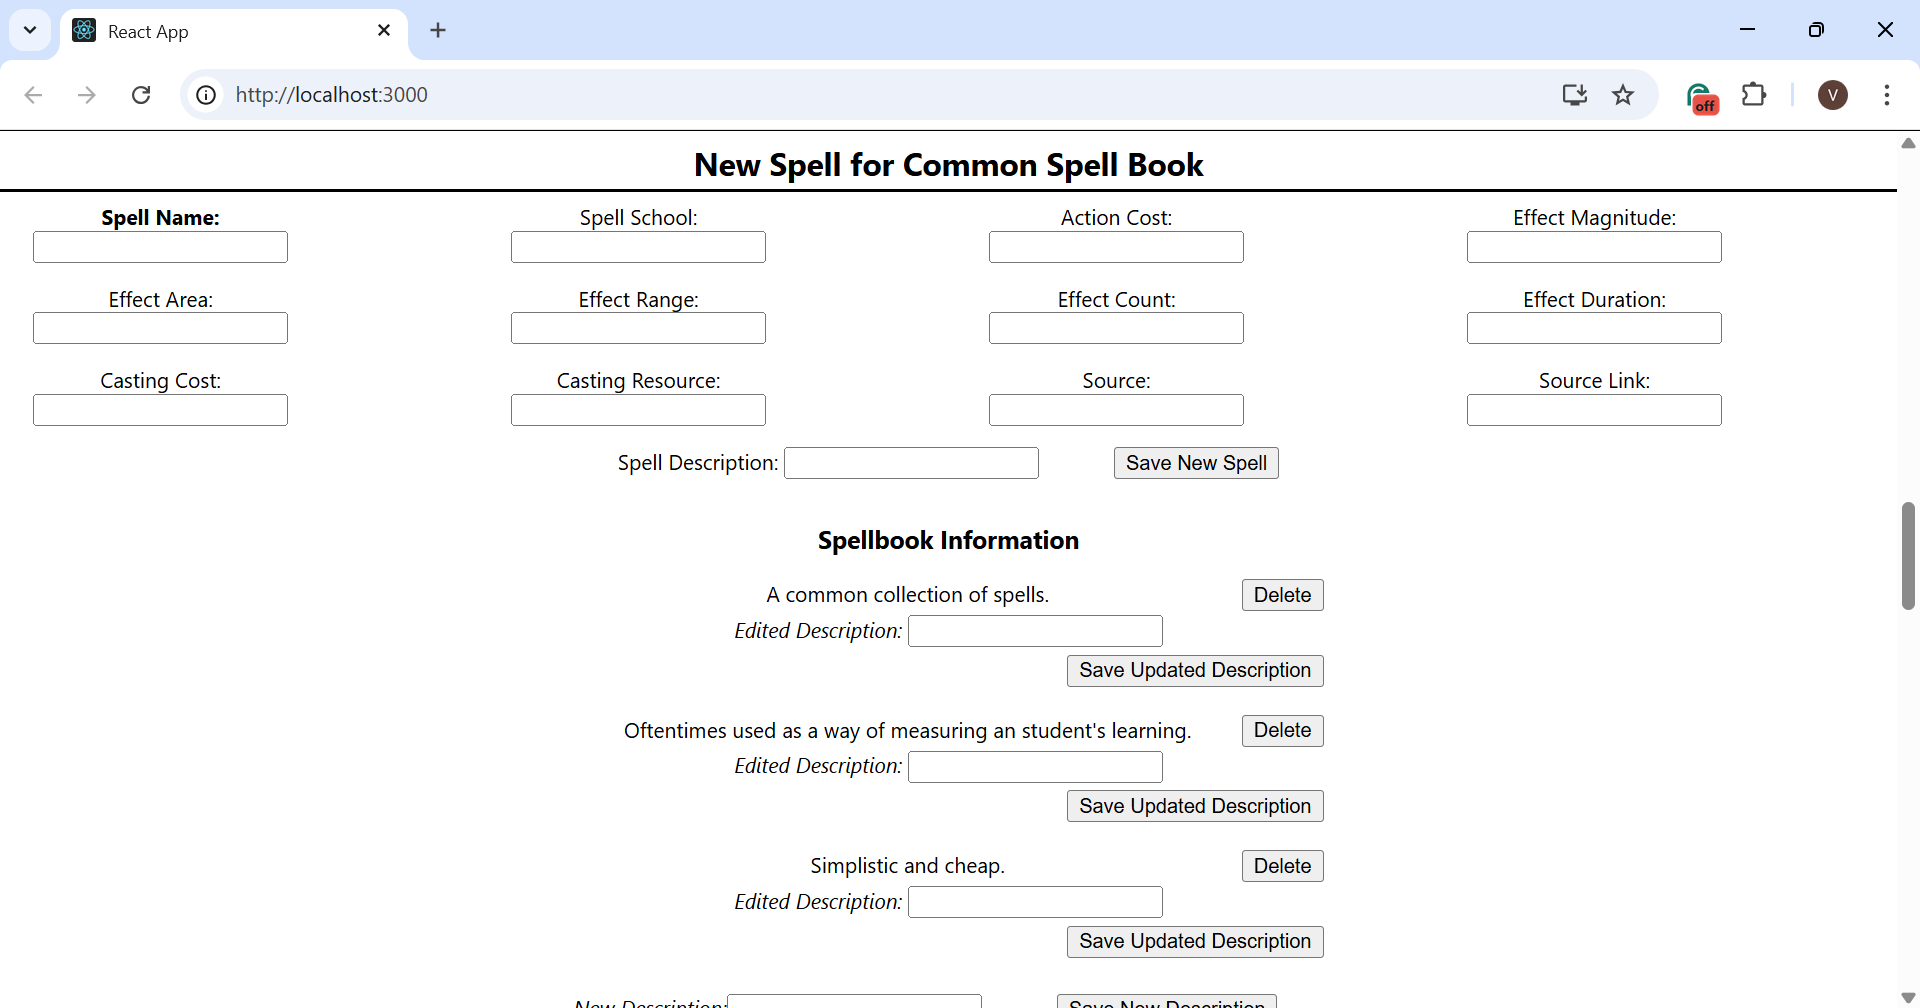 React App
http://localhost:3000
off
V
New Spell for Common Spell Book
Spell Name: Spell School: Action Cost: Effect Magnitude:
Effect Area: Effect Range: Effect Count: Effect Duration:
Casting Cost: Casting Resource: Source: Source Link:
Spell Description: Save New Spell
Spellbook Information
A common collection of spells. Delete
Edited Description:
Save Updated Description
Oftentimes used as a way of measuring an student's learning. Delete
Edited Description:
Save Updated Description
Simplistic and cheap. Delete
Edited Description:
Save Updated Description
New Description: Save New Description